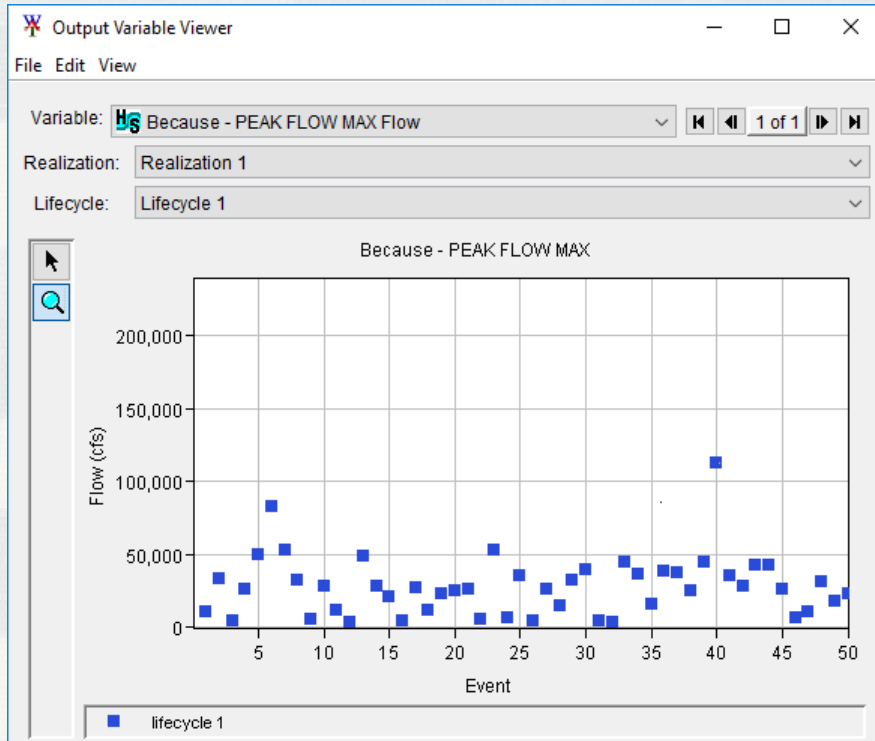 Output Variable Viewer
File Edit View
Variable: HS Because - PEAK FLOW MAX Flow 1 of 1
Realization: Realization 1
Lifecycle: Lifecycle 1
Because - PEAK FLOW MAX
200,000
150,000
100,000
50,000
0
Flow (cfs)
5 10 15 20 25 30 35 40 45 50
Event
lifecycle 1